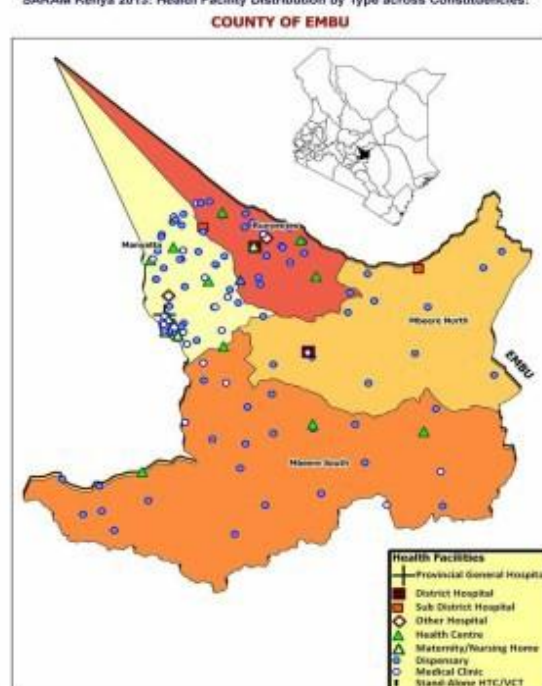 SARAM Kenya 2013: Health Facility Distribution by Type across Constituencies.
COUNTY OF EMBU
Runyenjes
Manyatta
Mbeere North
EMBU
Mbeere South
Health Facilities
Provincial General Hospital
District Hospital
Sub District Hospital
Other Hospital
Health Centre
Maternity/Nursing Home
Dispensary
Medical Clinic
Stand-Alone HTC/VCT